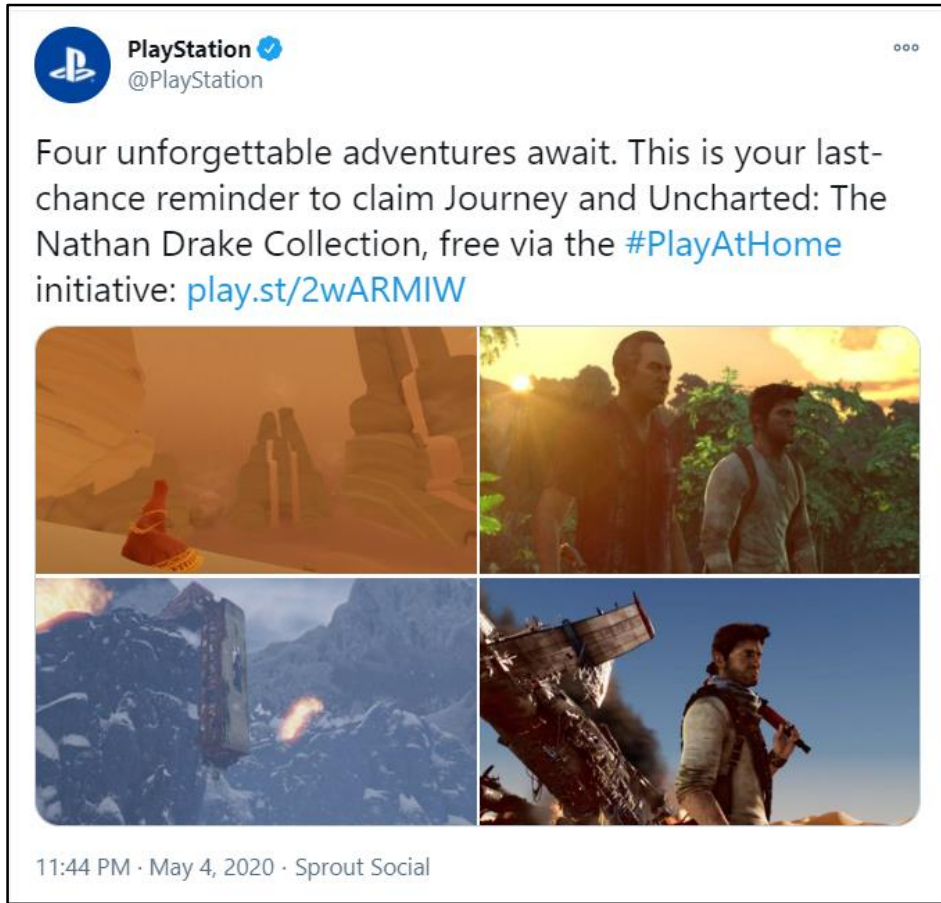 PlayStation
@PlayStation
Four unforgettable adventures await. This is your last-
chance reminder to claim Journey and Uncharted: The
Nathan Drake Collection, free via the #PlayAtHome
initiative: play.st/2wARMIW
11:44 PM · May 4, 2020 · Sprout Social